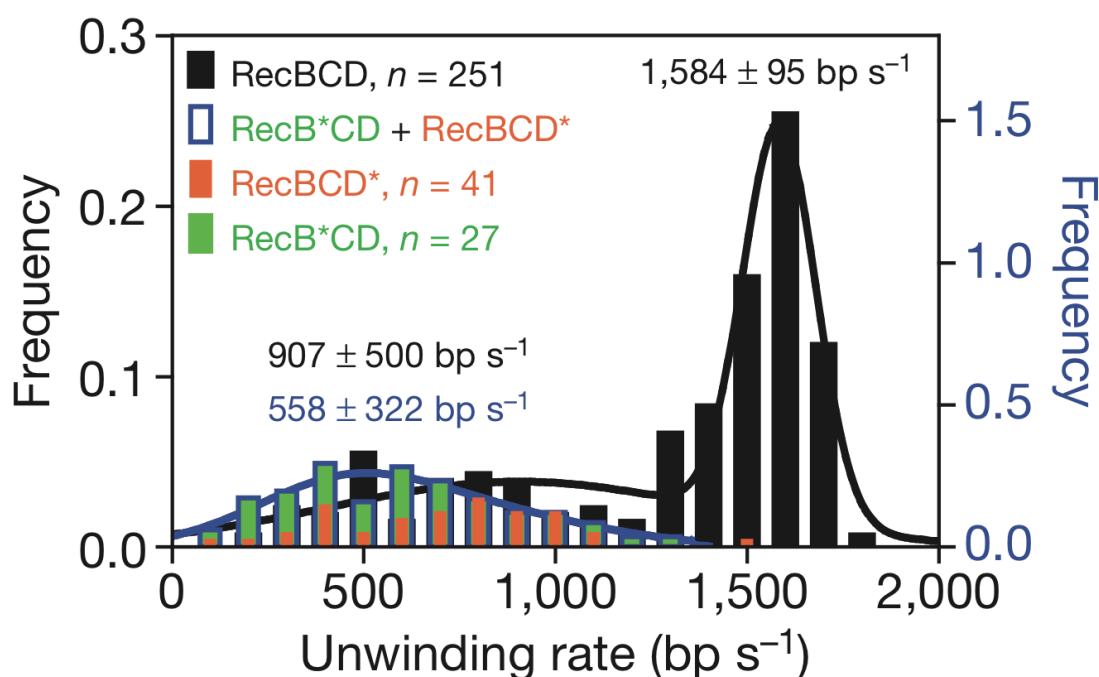 0.3
0.2
0.1
0.0
Frequency
RecBCD, n = 251
RecB*CD + RecBCD*
RecBCD*, n = 41
RecB*CD, n = 27
1,584 ± 95 bp s⁻¹
907 ± 500 bp s⁻¹
558 ± 322 bp s⁻¹
1.5
1.0
0.5
0.0
Frequency
0 500 1,000 1,500 2,000
Unwinding rate (bp s⁻¹)